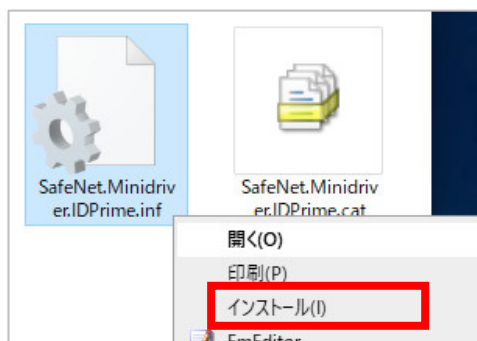 SafeNet.Minidriv
er.IDPrime.inf
SafeNet.Minidriv
er.IDPrime.cat
開く(O)
印刷(P)
インストール(I)
EmEditor